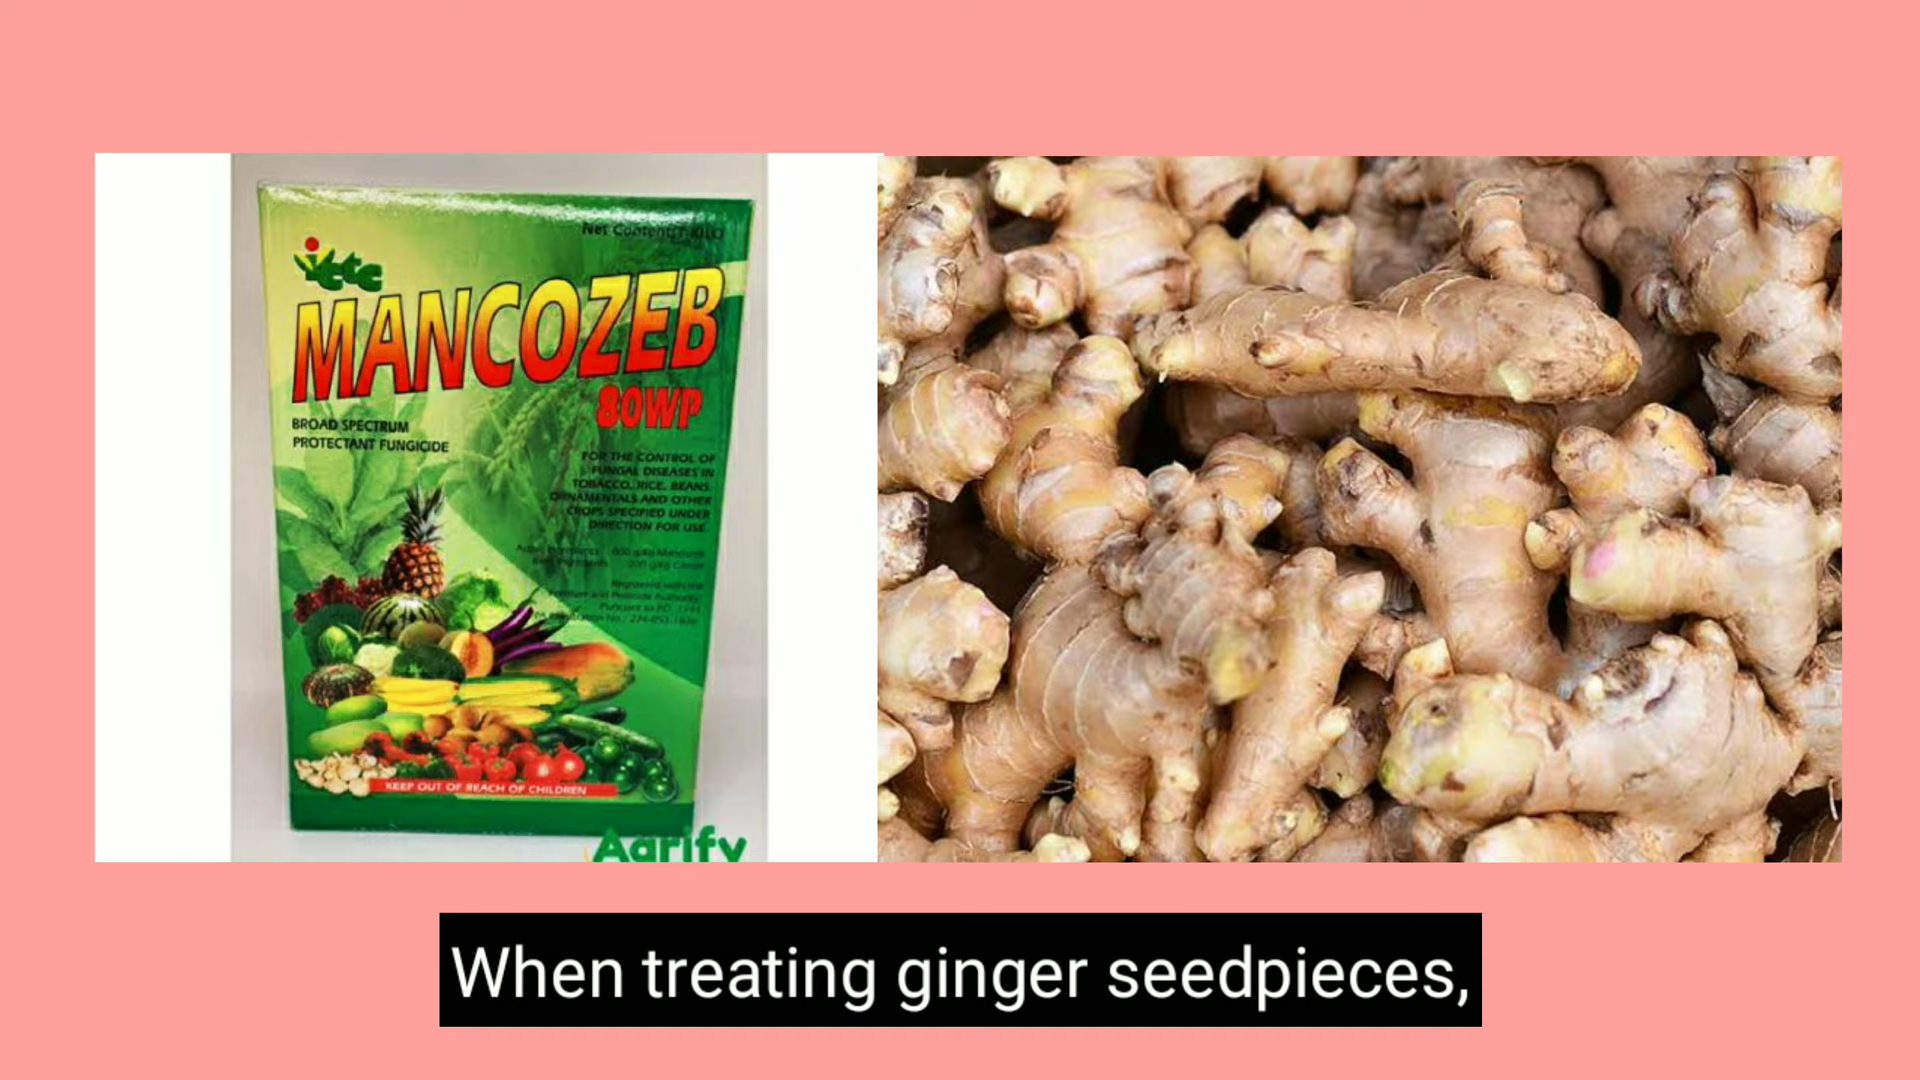 Net Content: 1 KILO
MANCOZEB
80WP
BROAD SPECTRUM
PROTECTANT FUNGICIDE
FOR THE CONTROL OF
FUNGAL DISEASES IN
TOBACCO, RICE, BEANS,
ORNAMENTALS AND OTHER
CROPS SPECIFIED UNDER
DIRECTION FOR USE.
KEEP OUT OF REACH OF CHILDREN
Agrify
When treating ginger seedpieces,